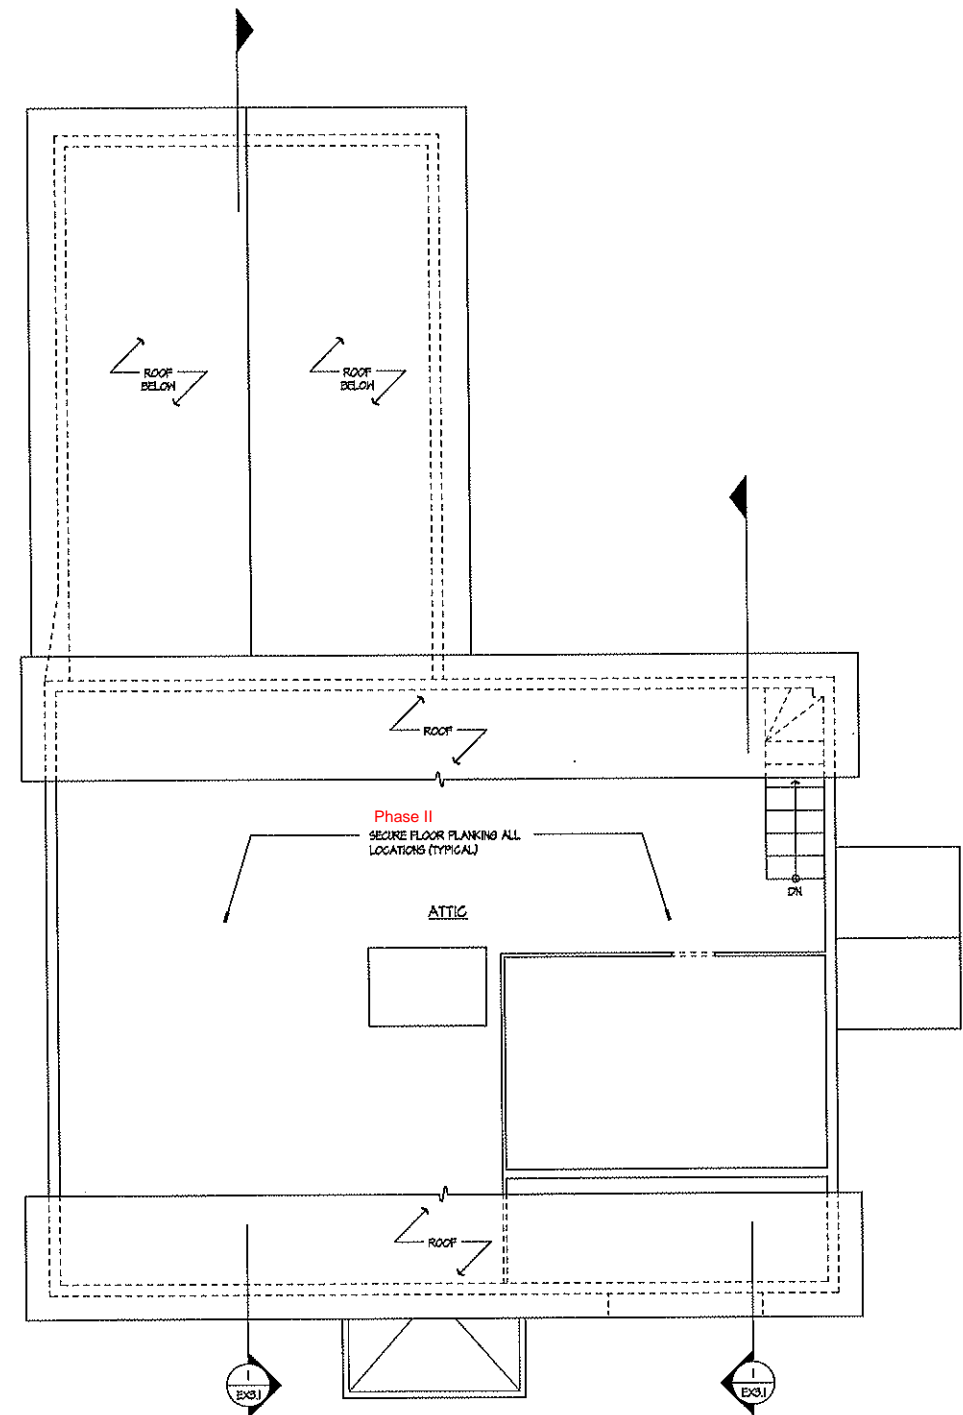 ROOF
BELOW
ROOF
BELOW
ROOF
Phase II
SECURE FLOOR PLANKING ALL
LOCATIONS (TYPICAL)
DN
ATTIC
ROOF
1
EX3.1
1
EX3.1